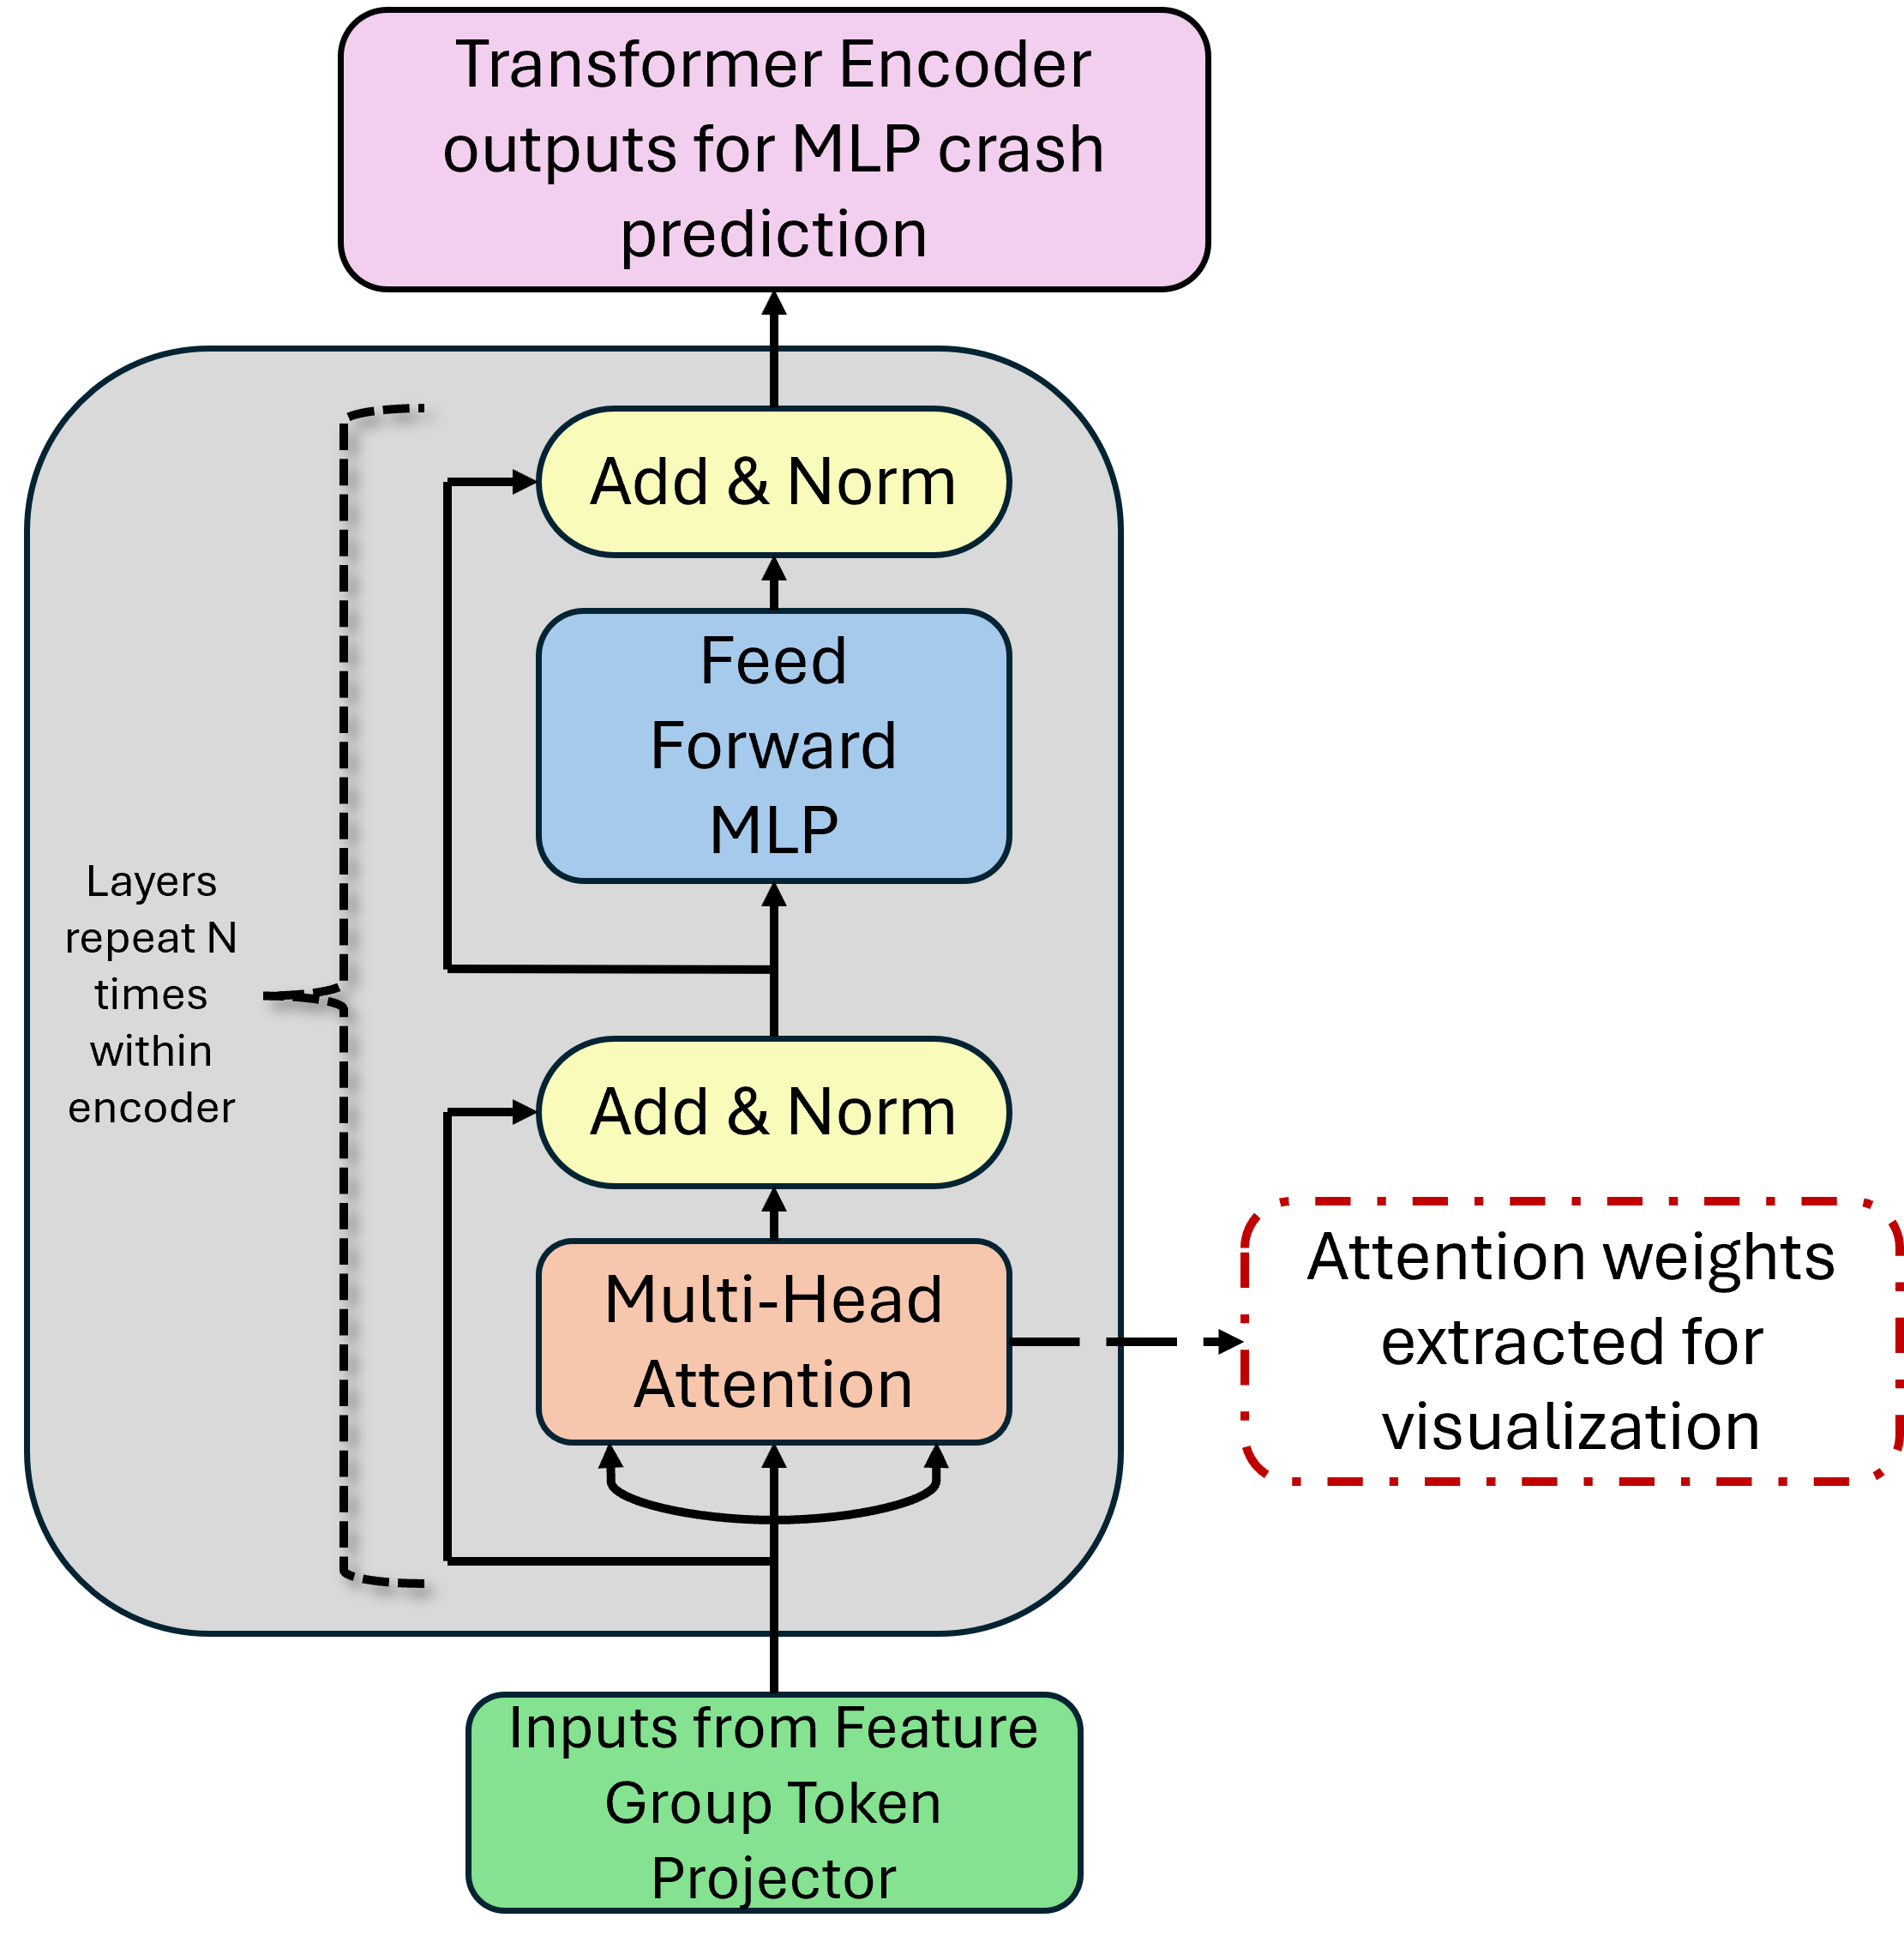 Transformer Encoder
outputs for MLP crash
prediction
Add & Norm
Feed
Forward
MLP
Layers
repeat N
times
within
encoder
Add & Norm
Multi-Head
Attention
Attention weights
extracted for
visualization
Inputs from Feature
Group Token
Projector